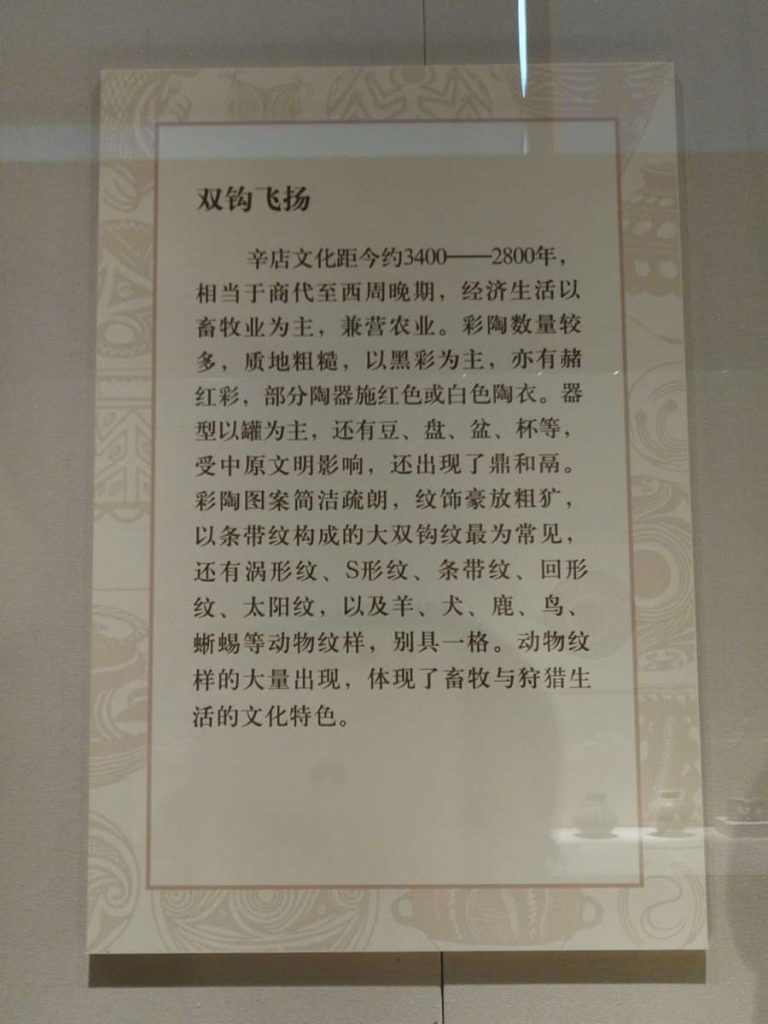 双钩飞扬
辛店文化距今约3400——2800年，
相当于商代至西周晚期，经济生活以
畜牧业为主，兼营农业。彩陶数量较
多，质地粗糙，以黑彩为主，亦有赭
红彩，部分陶器施红色或白色陶衣。器
型以罐为主，还有豆、盘、盆、杯等，
受中原文明影响，还出现了鼎和鬲。
彩陶图案简洁疏朗，纹饰豪放粗犷，
以条带纹构成的大双钩纹最为常见，
还有涡形纹、S形纹、条带纹、回形
纹、太阳纹，以及羊、犬、鹿、鸟、
蜥蜴等动物纹样，别具一格。动物纹
样的大量出现，体现了畜牧与狩猎生
活的文化特色。